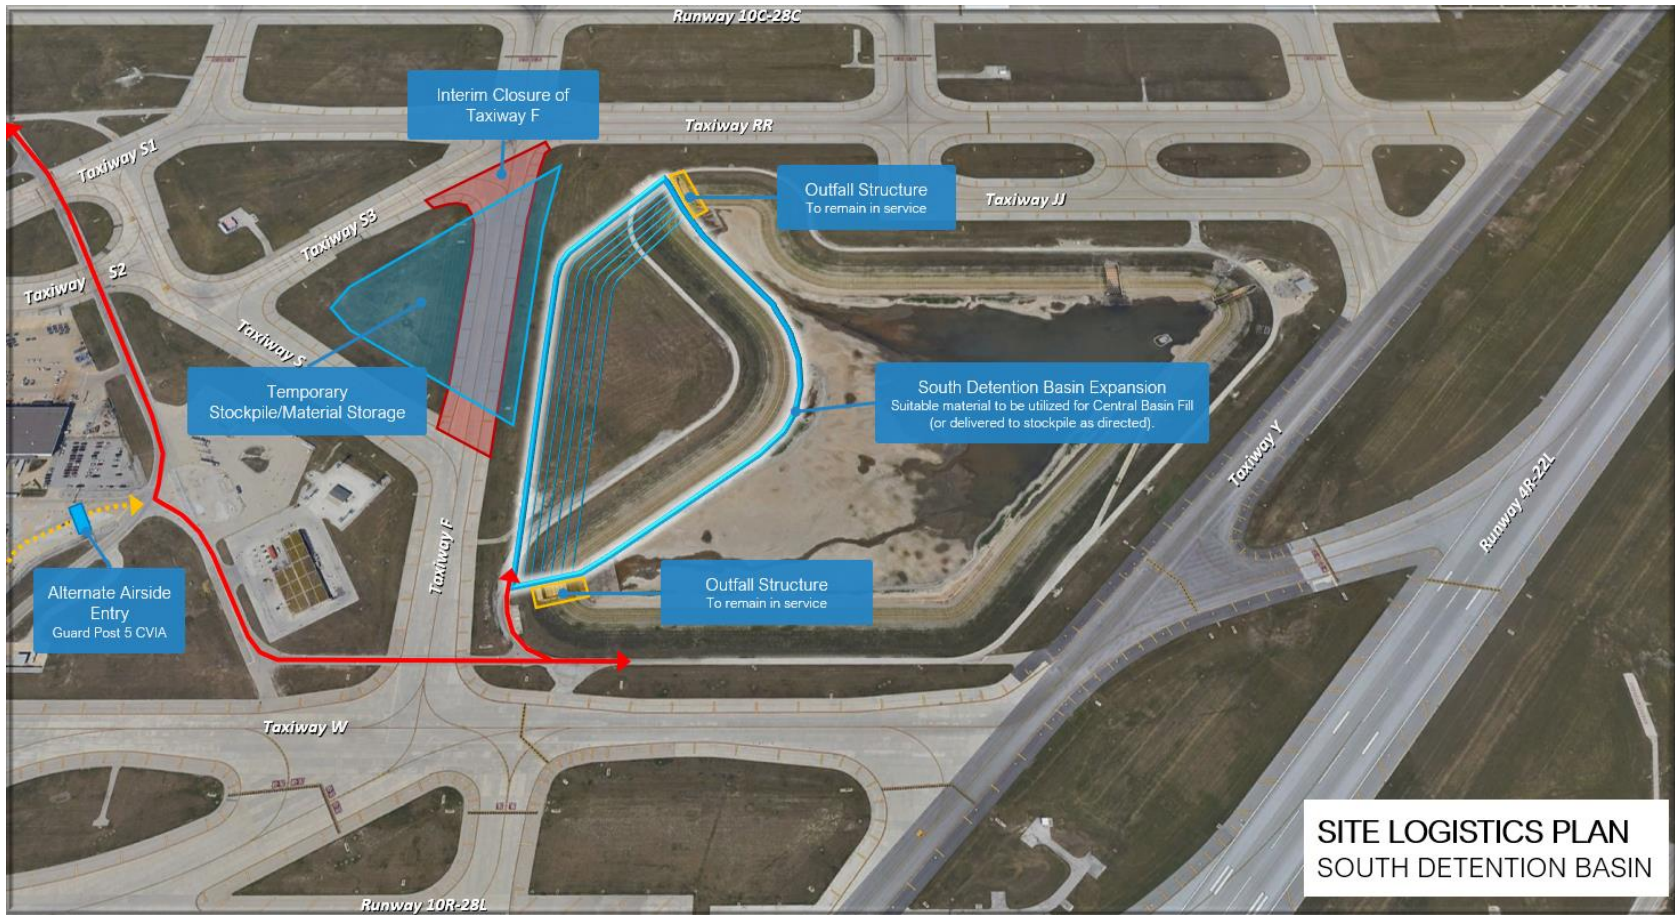 Runway 10C-28C
Interim Closure of
Taxiway F
Taxiway RR
Taxiway S1
Outfall Structure
To remain in service
Taxiway JJ
Taxiway S3
Taxiway S2
Taxiway S
Temporary
Stockpile/Material Storage
South Detention Basin Expansion
Suitable material to be utilized for Central Basin Fill
(or delivered to stockpile as directed).
Taxiway Y
Runway 4R-22L
Taxiway F
Alternate Airside
Entry
Guard Post 5 CVIA
Outfall Structure
To remain in service
Taxiway W
SITE LOGISTICS PLAN
SOUTH DETENTION BASIN
Runway 10R-28L